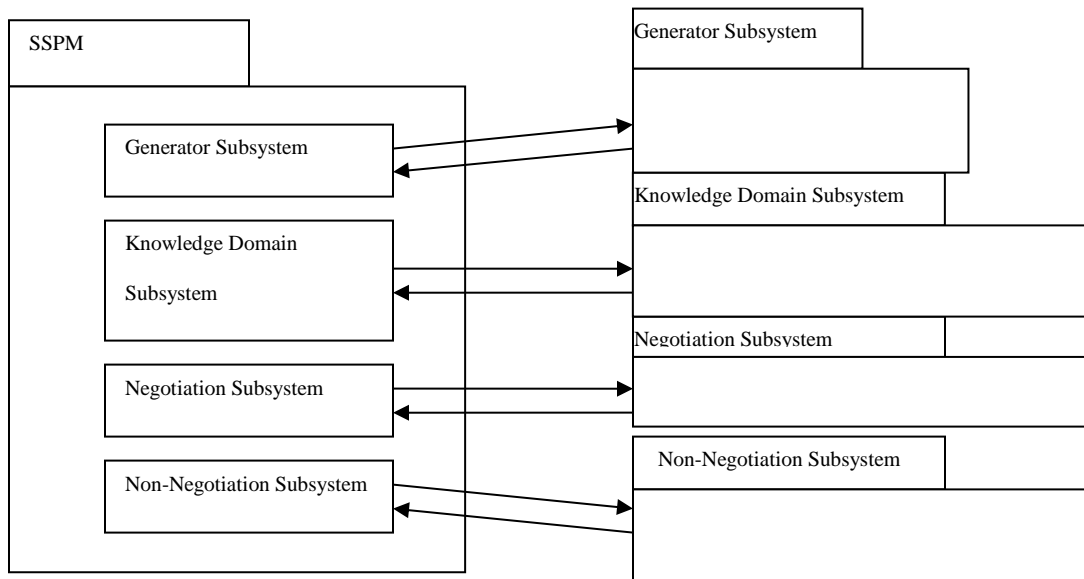 SSPM
Generator Subsystem
Knowledge Domain
Subsystem
Negotiation Subsystem
Non-Negotiation Subsystem
Generator Subsystem
Knowledge Domain Subsystem
Negotiation Subsystem
Non-Negotiation Subsystem